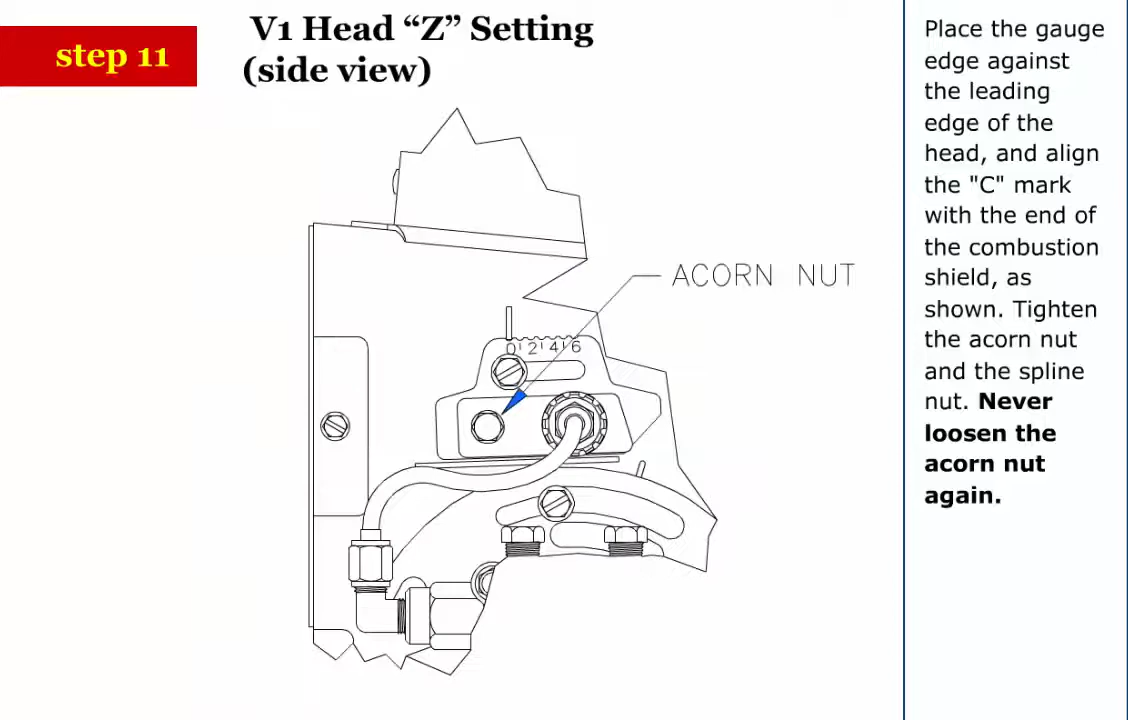 step 11
V1 Head “Z” Setting
(side view)
ACORN NUT
0 2 4 6
Place the gauge
edge against
the leading
edge of the
head, and align
the "C" mark
with the end of
the combustion
shield, as
shown. Tighten
the acorn nut
and the spline
nut. Never
loosen the
acorn nut
again.